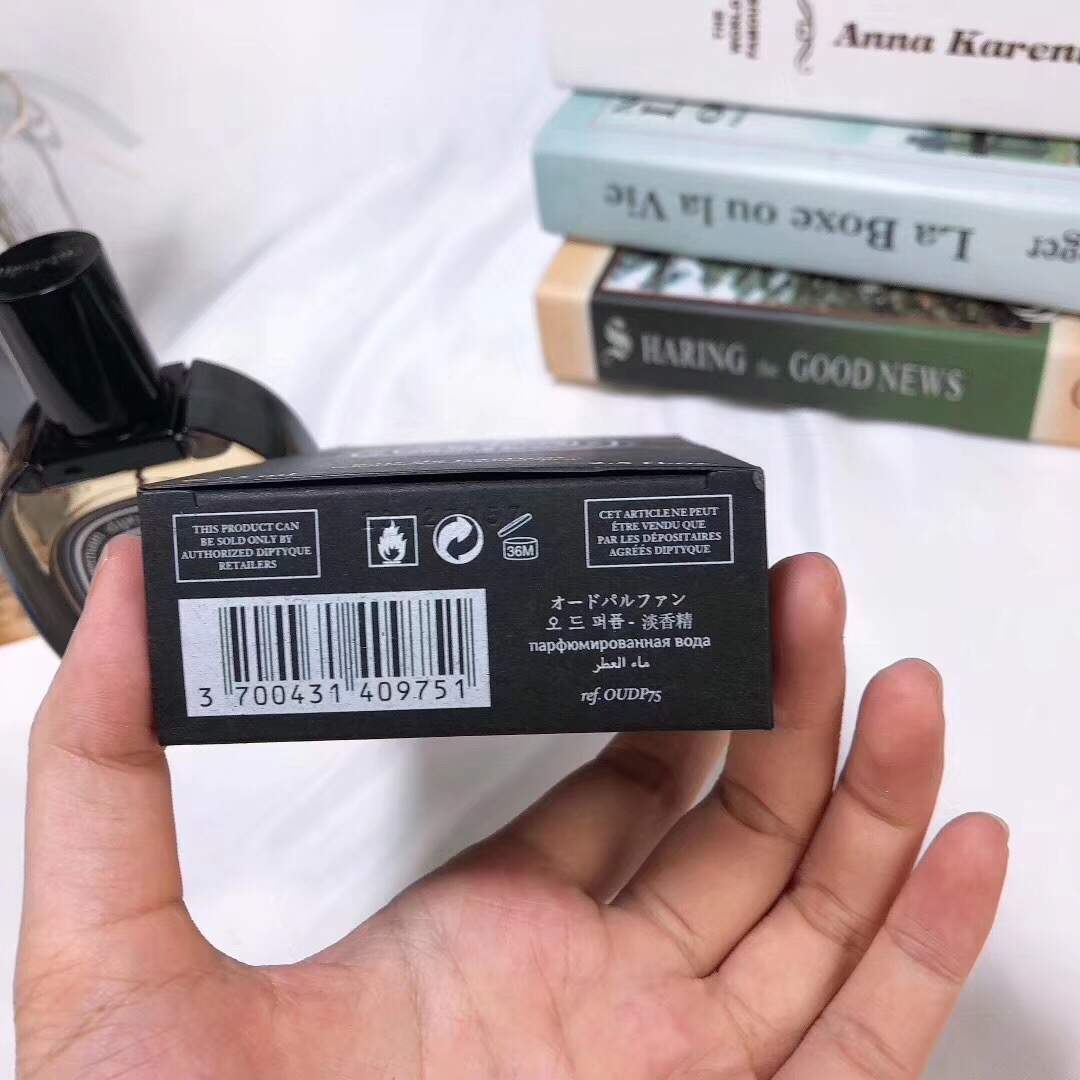 Anna Karen
La Boxe ou la Vie
SHARING the GOOD NEWS
THIS PRODUCT CAN
BE SOLD ONLY BY
AUTHORIZED DIPTYQUE
RETAILERS
36M
CET ARTICLE NE PEUT
ÊTRE VENDU QUE
PAR LES DÉPOSITAIRES
AGRÉÉS DIPTYQUE
3 700431 409751
オードパルファン
오 드 퍼퓸 - 淡香精
парфюмированная вода
ماء العطر
ref. OUDP75